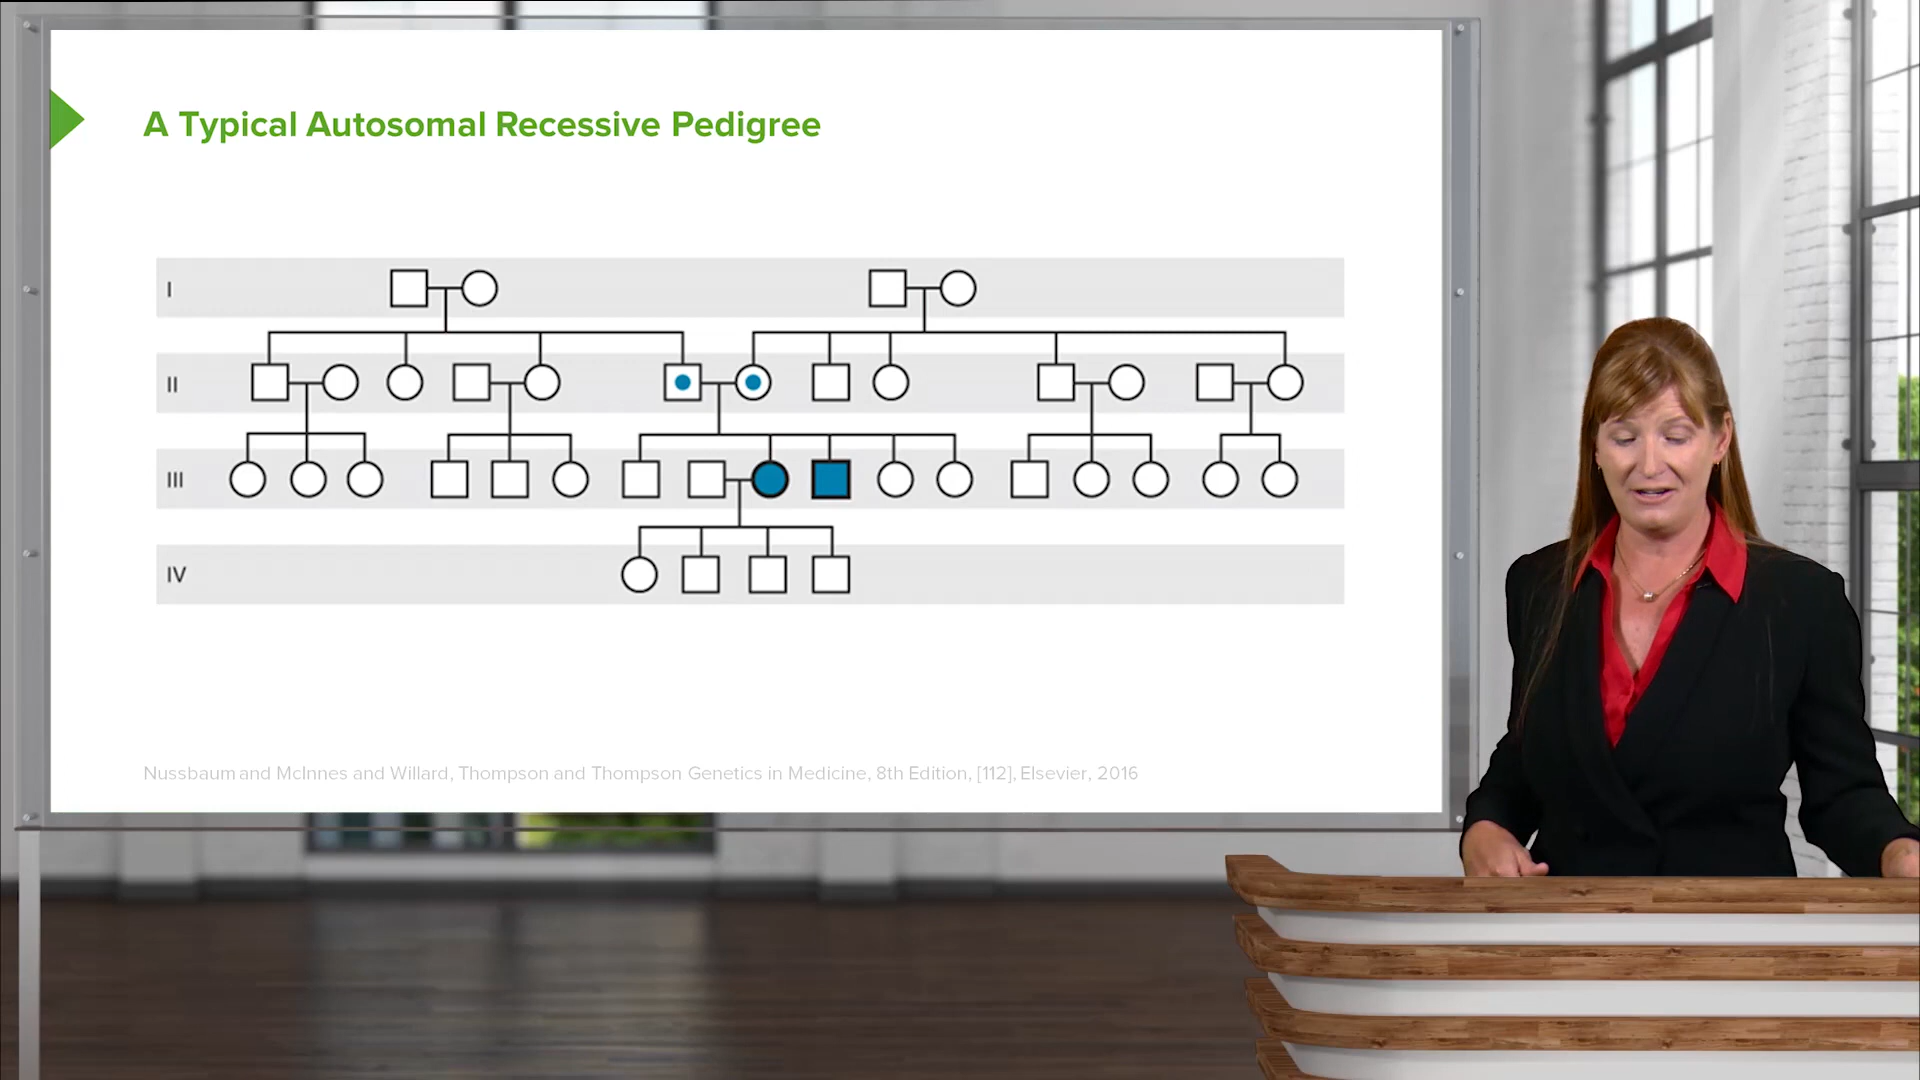 A Typical Autosomal Recessive Pedigree
I
II
III
IV
Nussbaum and McInnes and Willard, Thompson and Thompson Genetics in Medicine, 8th Edition, [112], Elsevier, 2016